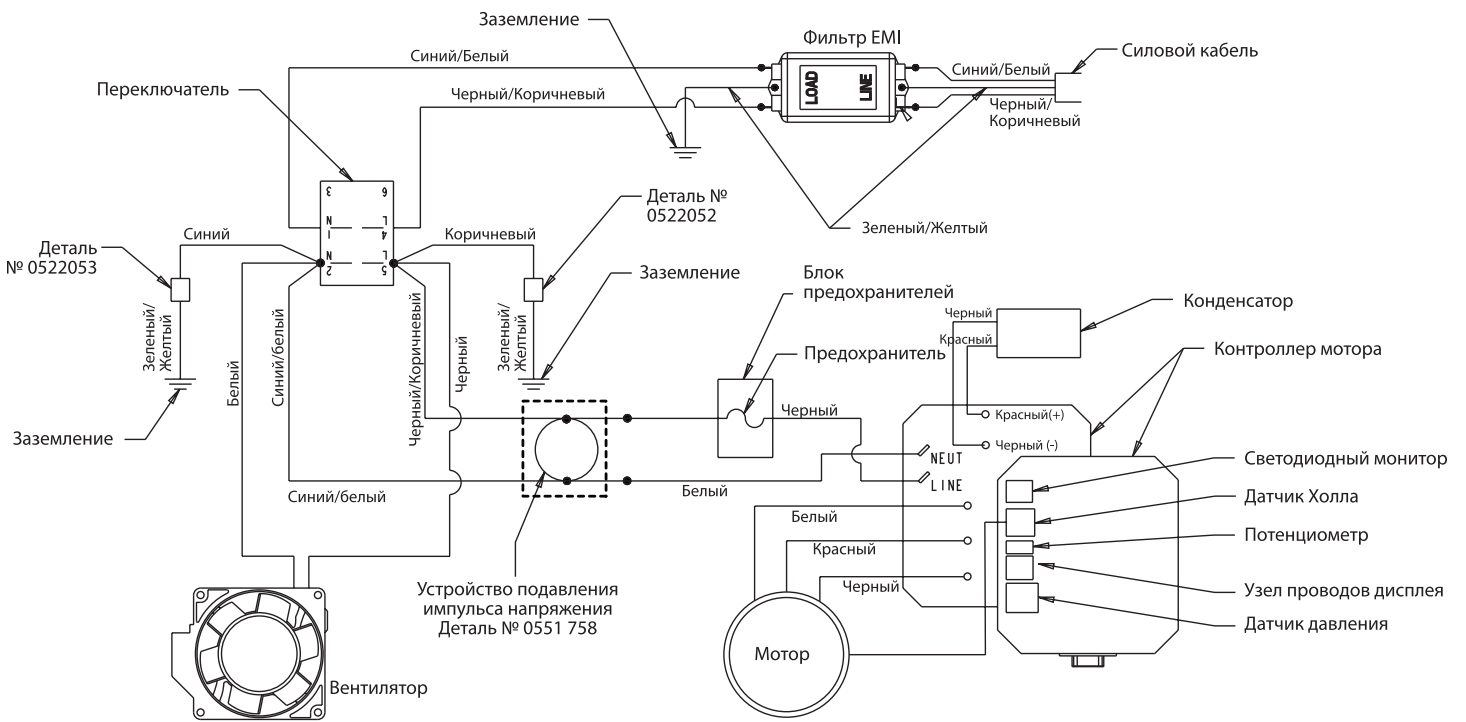 Заземление
Фильтр EMI
Силовой кабель
Синий/Белый
Синий/Белый
Переключатель
Черный/Коричневый
LOAD
LINE
Черный/
Коричневый
3
6
Деталь №
0522052
N
1
L
4
Зеленый/Желтый
Синий
Коричневый
Деталь
№ 0522053
N
2
L
5
Заземление
Блок
предохранителей
Конденсатор
Черный
Красный
Зеленый/
Желтый
Белый
Синий/белый
Черный/Коричневый
Черный
Зеленый/
Желтый
Предохранитель
Контроллер мотора
Черный
Красный(+)
Заземление
Черный (-)
NEUT
LINE
Светодиодный монитор
Синий/белый
Белый
Датчик Холла
Белый
Потенциометр
Красный
Черный
Устройство подавления
импульса напряжения
Деталь № 0551 758
Узел проводов дисплея
Датчик давления
Мотор
Вентилятор